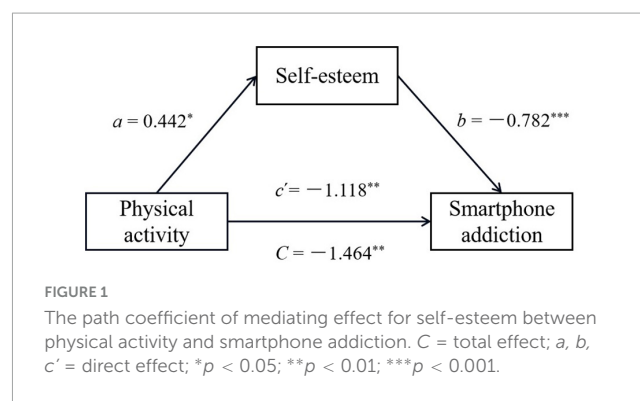 Self-esteem
a = 0.442*
b = −0.782***
c′= −1.118**
Physical
activity
Smartphone
addiction
C = −1.464**
FIGURE 1
The path coefficient of mediating effect for self-esteem between
physical activity and smartphone addiction. C = total effect; a, b,
c′ = direct effect; *p < 0.05; **p < 0.01; ***p < 0.001.